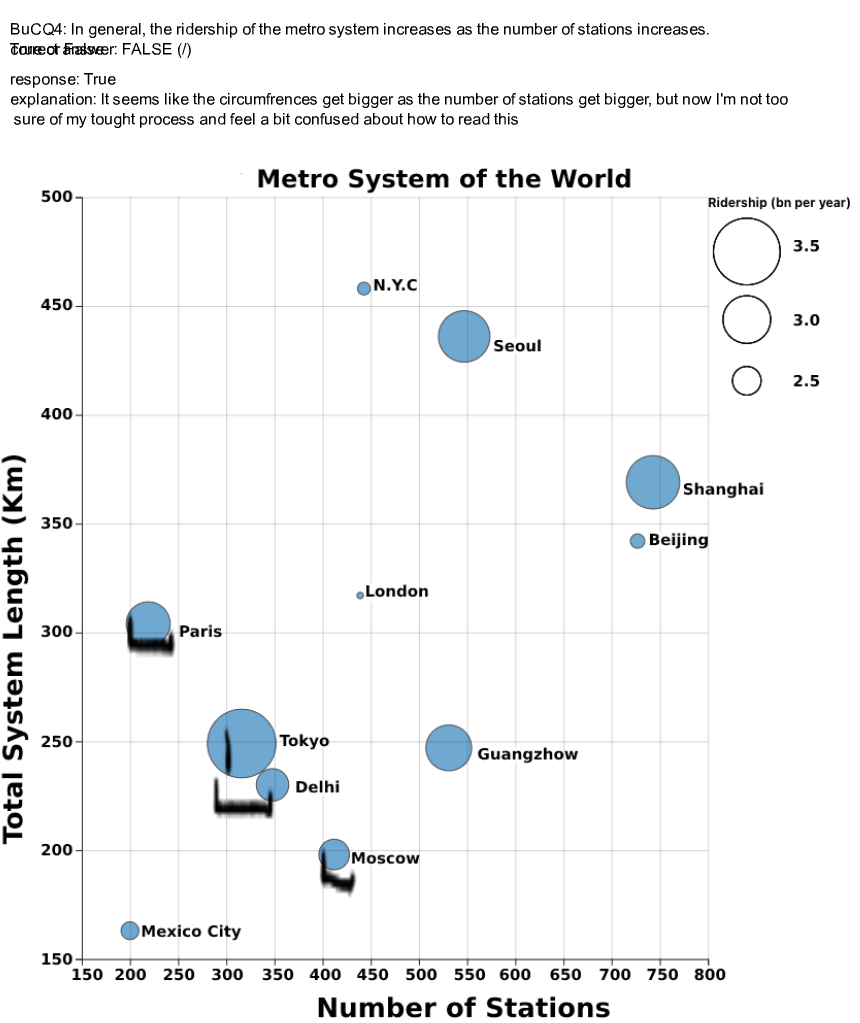 BuCQ4: In general, the ridership of the metro system increases as the number of stations increases.
True or False
correct answer: FALSE (/)
response: True
explanation: It seems like the circumfrences get bigger as the number of stations get bigger, but now I'm not too
sure of my tought process and feel a bit confused about how to read this
Metro System of the World
Ridership (bn per year)
3.5
3.0
2.5
500
450
400
350
300
250
200
150
Total System Length (Km)
N.Y.C
Seoul
Shanghai
Beijing
London
Paris
Tokyo
Guangzhow
Delhi
Moscow
Mexico City
150 200 250 300 350 400 450 500 550 600 650 700 750 800
Number of Stations